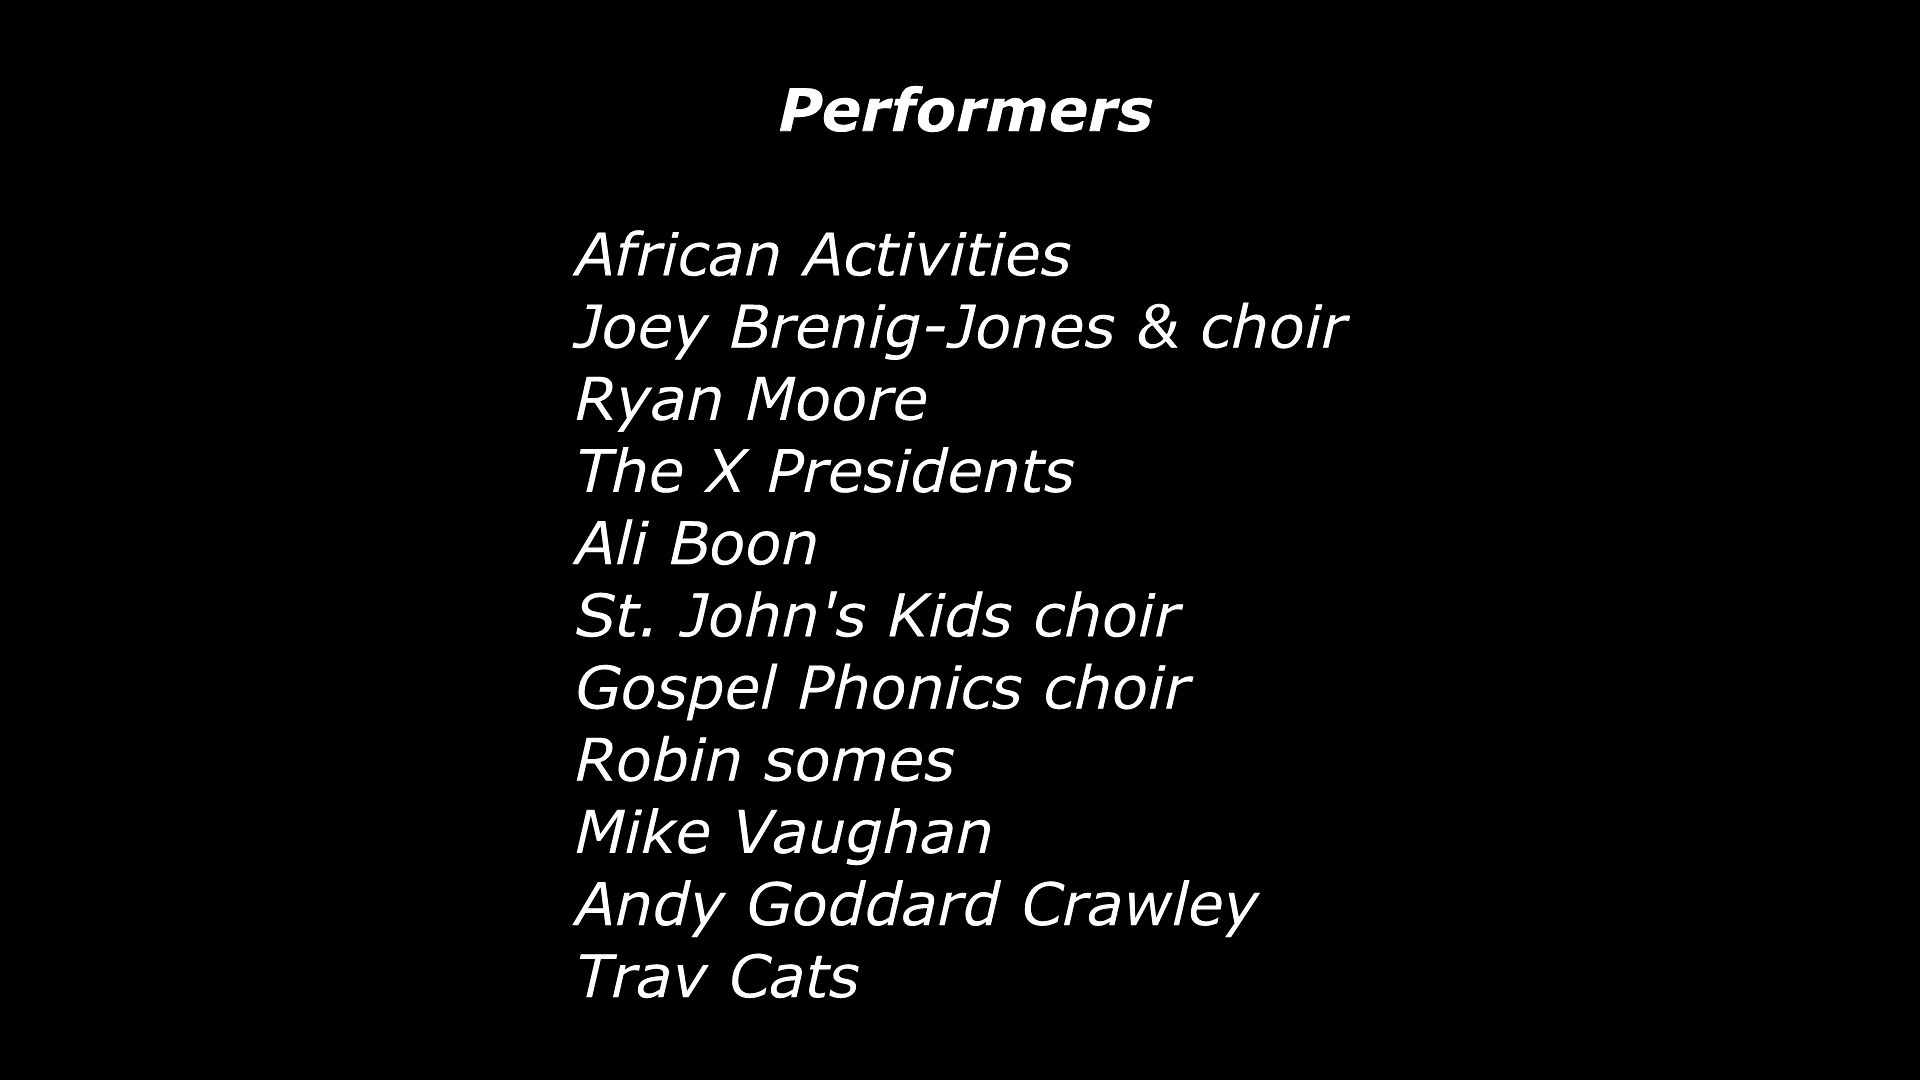 Performers
African Activities
Joey Brenig-Jones & choir
Ryan Moore
The X Presidents
Ali Boon
St. John's Kids choir
Gospel Phonics choir
Robin somes
Mike Vaughan
Andy Goddard Crawley
Trav Cats